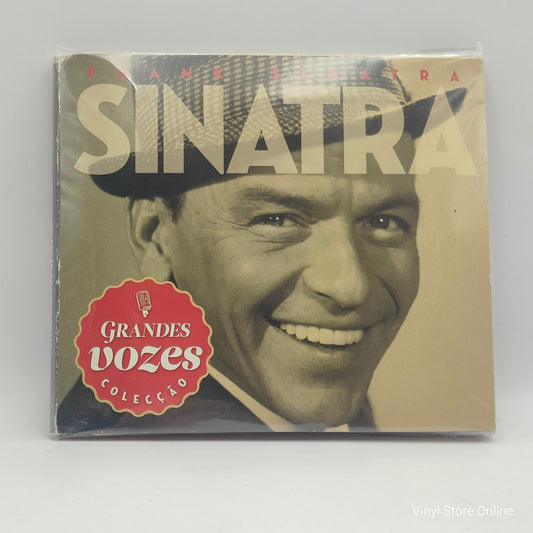 FRANK SINATRA
SINATRA
GRANDES
vozes
COLECÇÃO
Vinyl Store Online